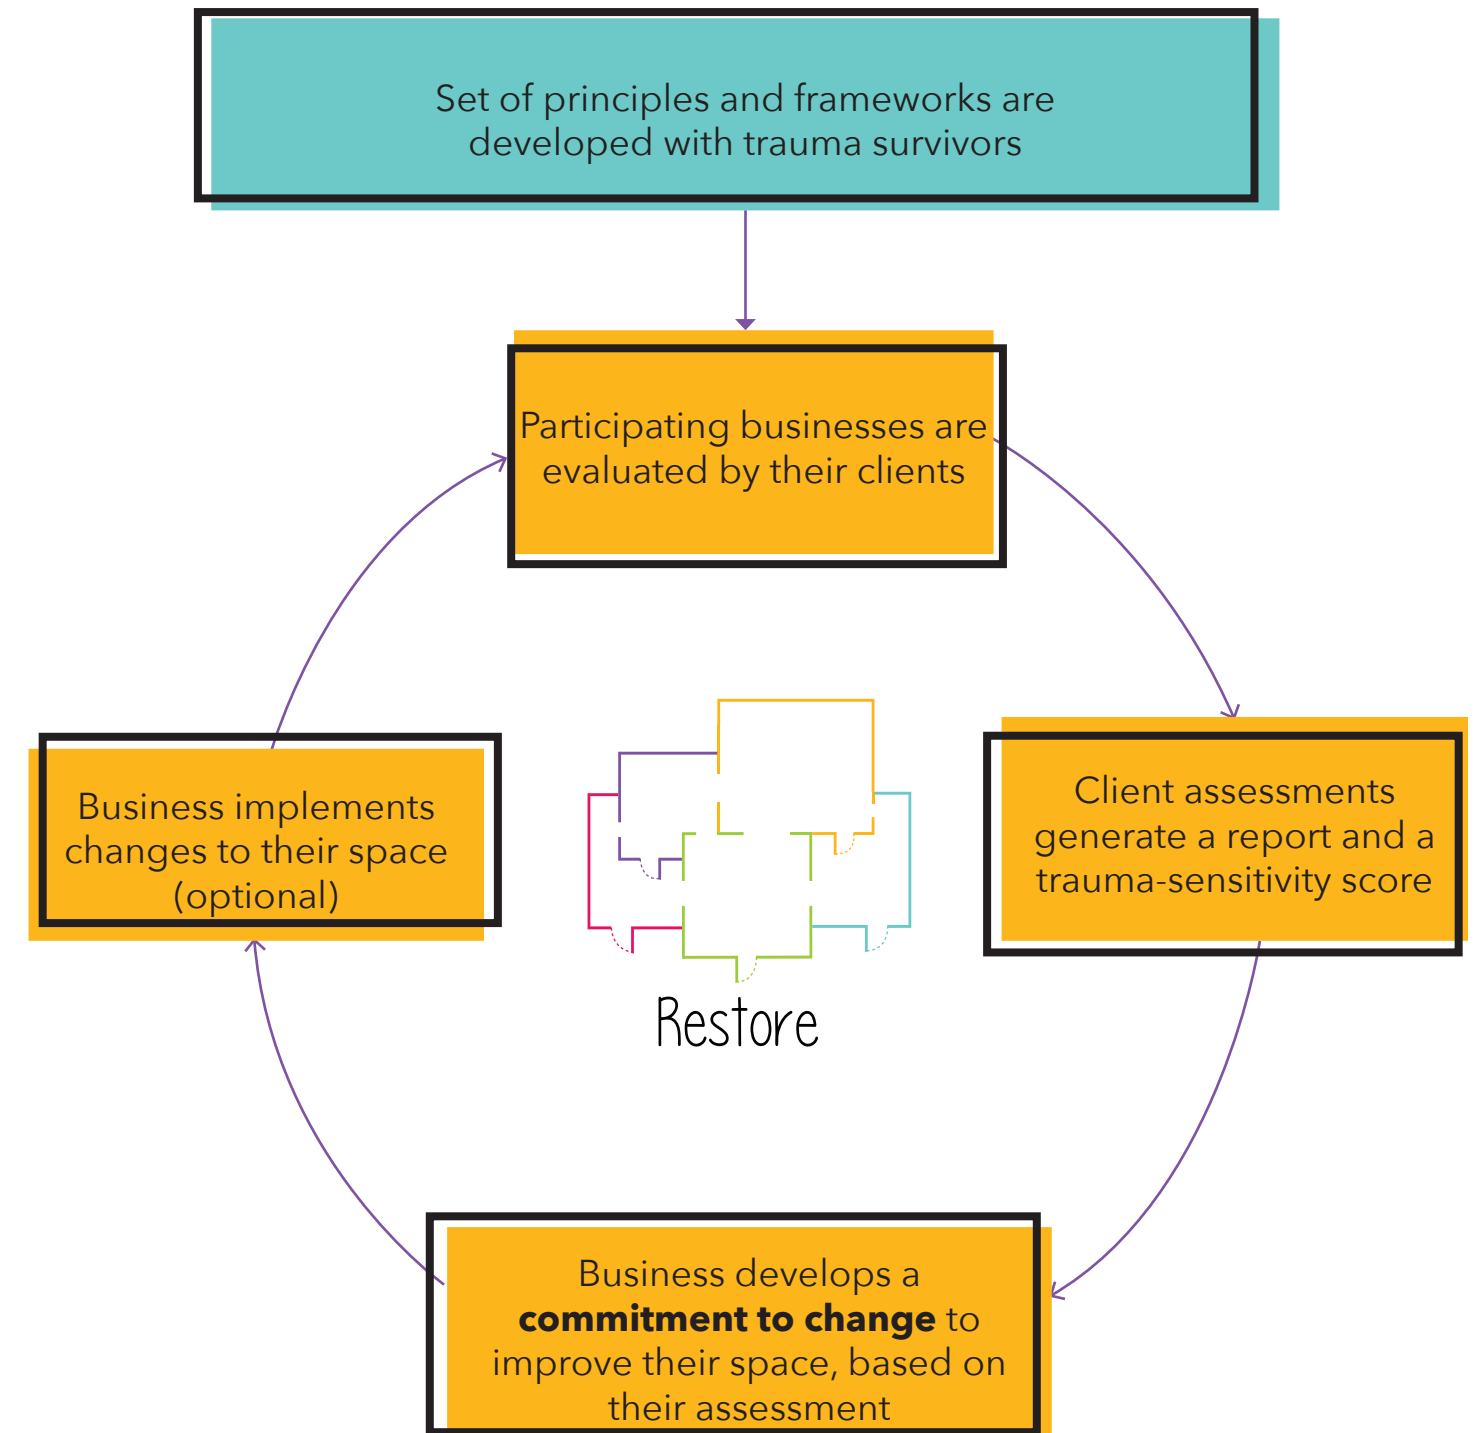 Set of principles and frameworks are
developed with trauma survivors
Participating businesses are
evaluated by their clients
Client assessments
generate a report and a
trauma-sensitivity score
Business implements
changes to their space
(optional)
Restore
Business develops a
commitment to change to
improve their space, based on
their assessment